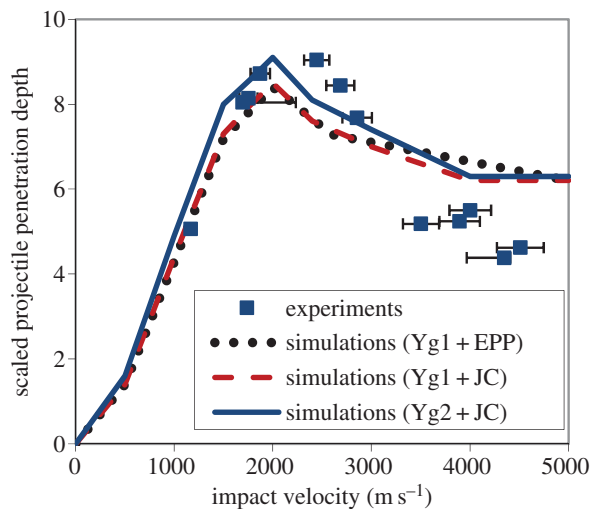 10
8
6
4
2
0
scaled projectile penetration depth
experiments
simulations (Yg1 + EPP)
simulations (Yg1 + JC)
simulations (Yg2 + JC)
0 1000 2000 3000 4000 5000
impact velocity (m s⁻¹)